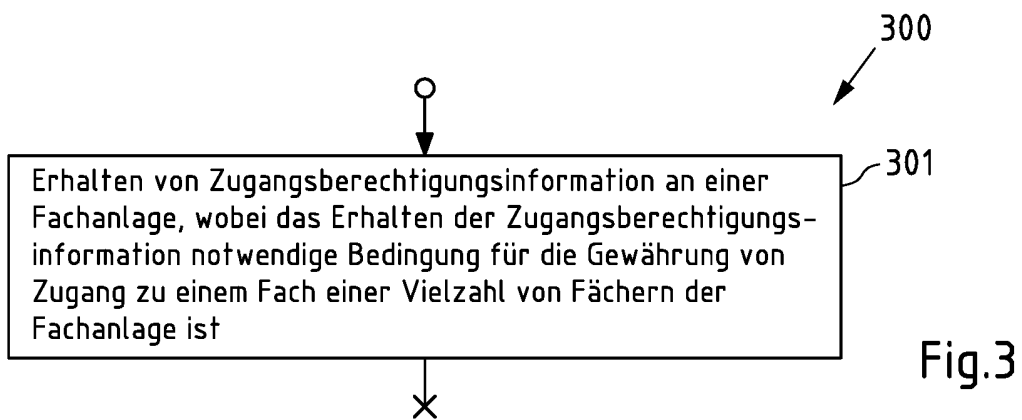 300
301
Erhalten von Zugangsberechtigungsinformation an einer
Fachanlage, wobei das Erhalten der Zugangsberechtigungs-
information notwendige Bedingung für die Gewährung von
Zugang zu einem Fach einer Vielzahl von Fächern der
Fachanlage ist
Fig.3